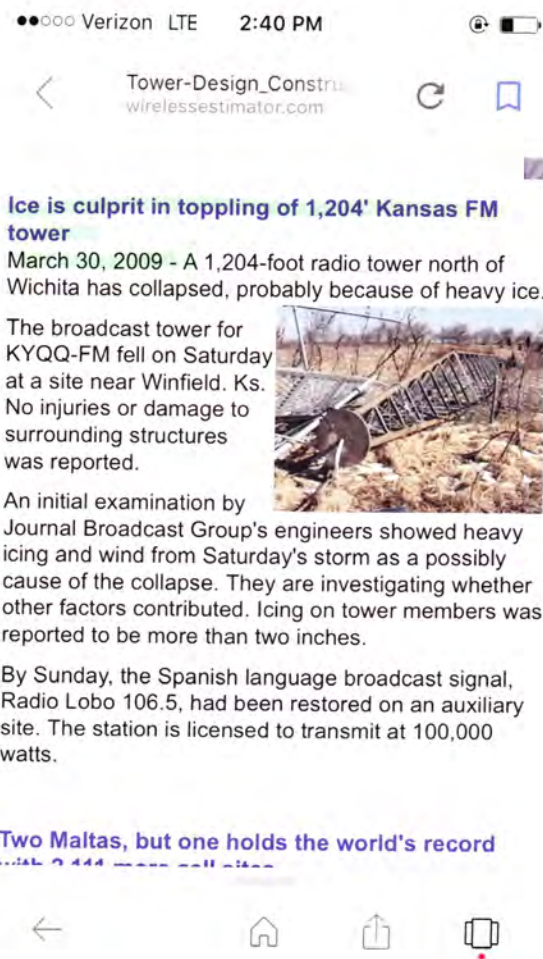 Verizon LTE 2:40 PM
Tower-Design_Constru
wirelessestimator.com
Ice is culprit in toppling of 1,204' Kansas FM
tower
March 30, 2009 - A 1,204-foot radio tower north of
Wichita has collapsed, probably because of heavy ice.
The broadcast tower for
KYQQ-FM fell on Saturday
at a site near Winfield. Ks.
No injuries or damage to
surrounding structures
was reported.
An initial examination by
Journal Broadcast Group's engineers showed heavy
icing and wind from Saturday's storm as a possibly
cause of the collapse. They are investigating whether
other factors contributed. Icing on tower members was
reported to be more than two inches.
By Sunday, the Spanish language broadcast signal,
Radio Lobo 106.5, had been restored on an auxiliary
site. The station is licensed to transmit at 100,000
watts.
Two Maltas, but one holds the world's record